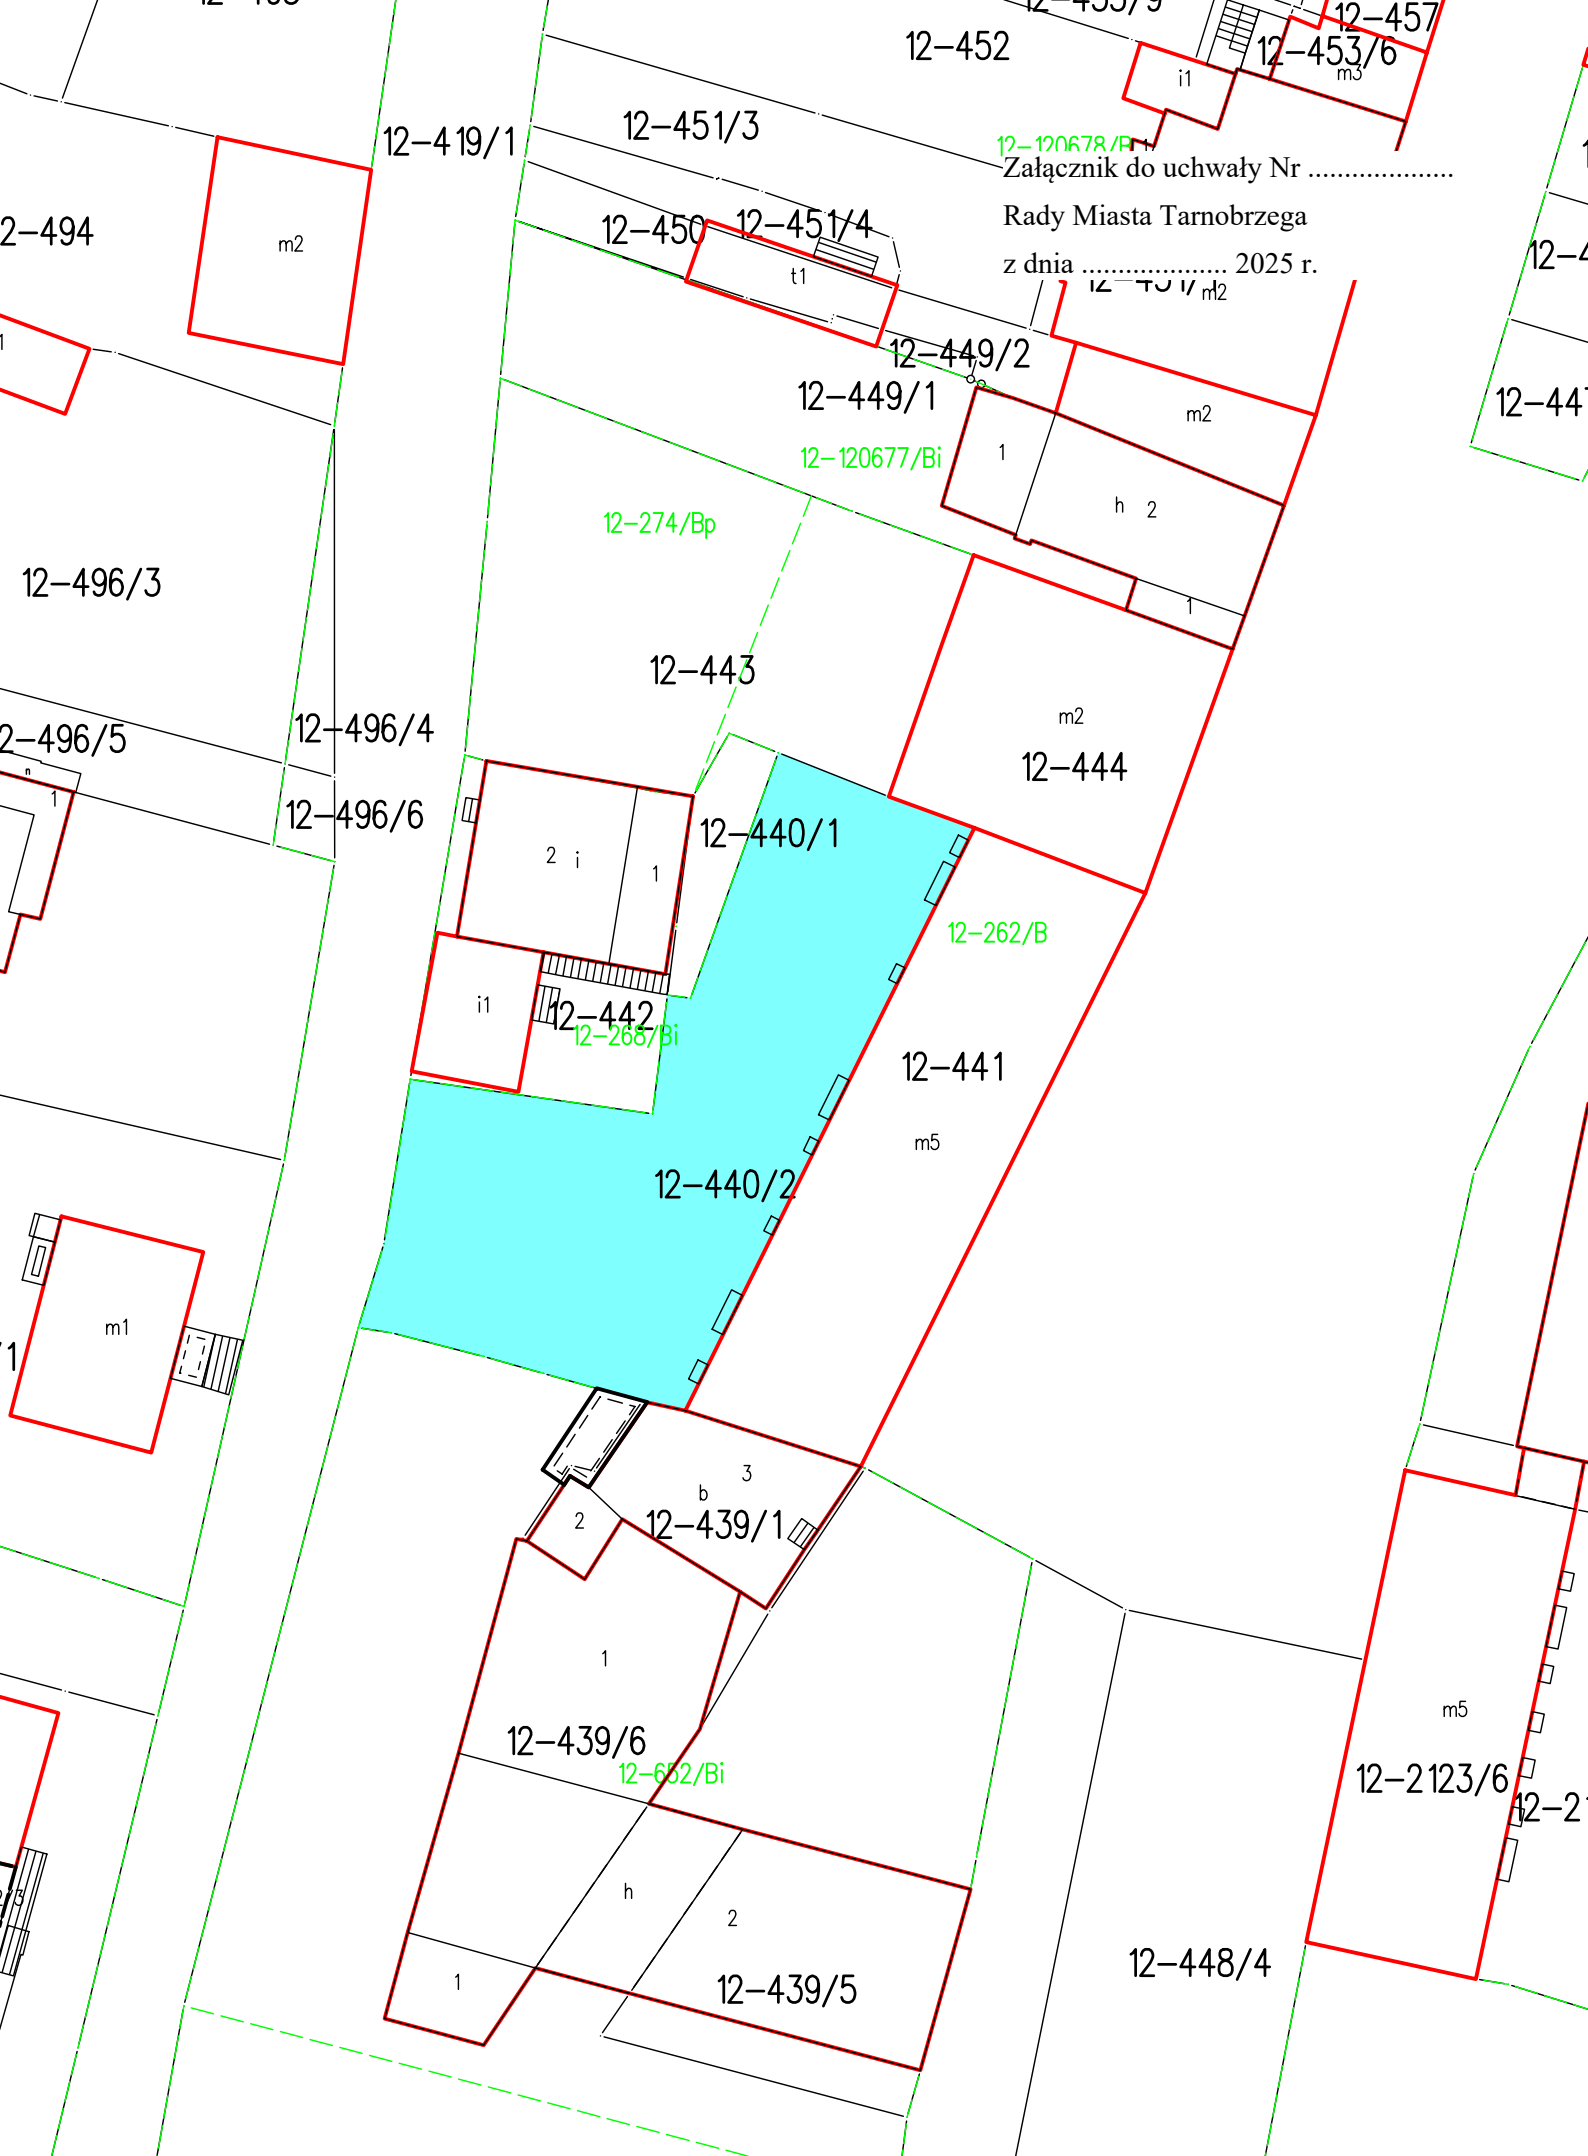 12-457
12-452
12-453/6
m3
i1
12-451/3
12-419/1
Załącznik do uchwały Nr ....................
Rady Miasta Tarnobrzega
z dnia .................... 2025 r.
12-494
m2
12-450
12-451/4
t1
m2
12-449/2
12-449/1
m2
12-120677/Bi
1
h 2
12-274/Bp
12-496/3
1
12-443
m2
12-444
12-496/4
12-496/5
n
1
12-496/6
12-440/1
2 i
1
12-262/B
i1
12-442
12-268/Bi
12-441
m5
12-440/2
m1
/1
3
b
12-439/1
2
1
m5
12-439/6
12-652/Bi
12-2123/6
h
2
12-448/4
1
12-439/5